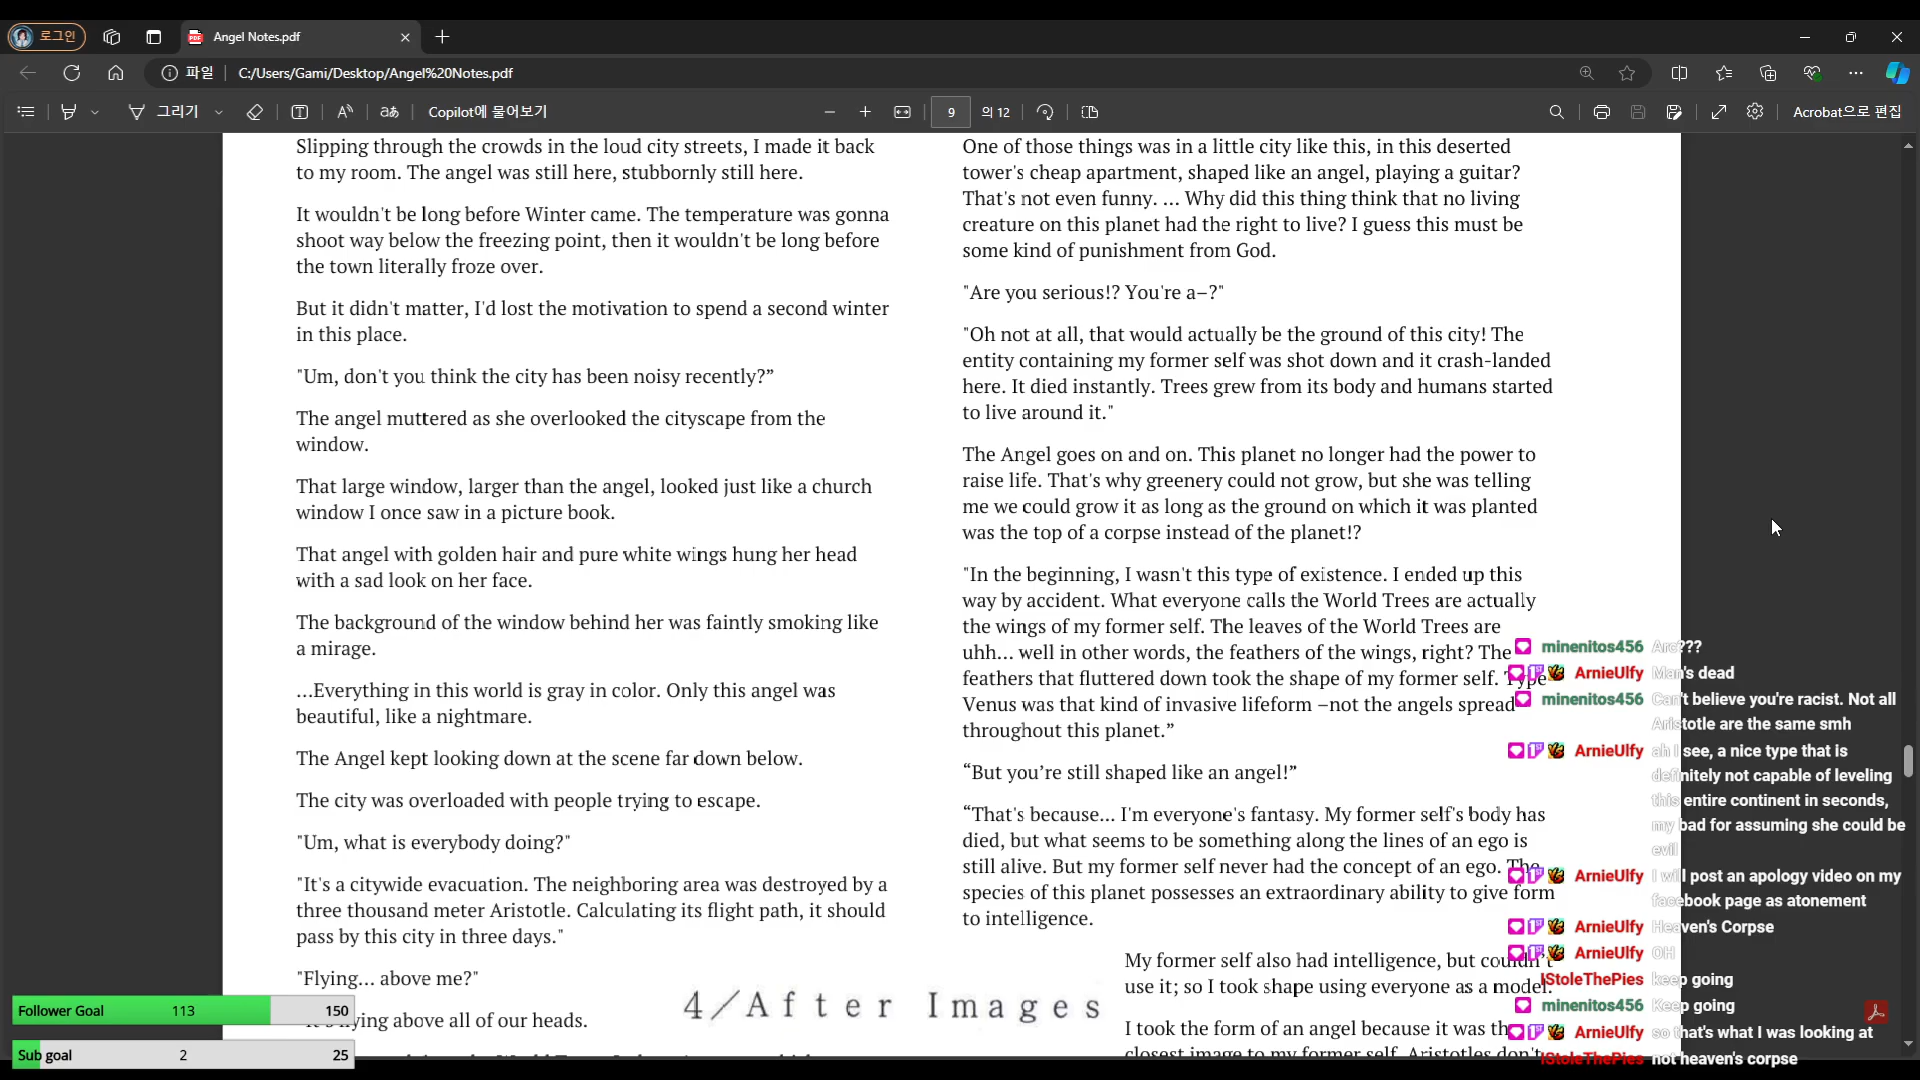 로그인
Angel Notes.pdf
파일
C:/Users/Gami/Desktop/Angel%20Notes.pdf
그리기
Copilot에 물어보기
9
의 12
Acrobat으로 편집
Slipping through the crowds in the loud city streets, I made it back
to my room. The angel was still here, stubbornly still here.
It wouldn't be long before Winter came. The temperature was gonna
shoot way below the freezing point, then it wouldn't be long before
the town literally froze over.
But it didn't matter, I'd lost the motivation to spend a second winter
in this place.
"Um, don't you think the city has been noisy recently?”
The angel muttered as she overlooked the cityscape from the
window.
That large window, larger than the angel, looked just like a church
window I once saw in a picture book.
That angel with golden hair and pure white wings hung her head
with a sad look on her face.
The background of the window behind her was faintly smoking like
a mirage.
…Everything in this world is gray in color. Only this angel was
beautiful, like a nightmare.
The Angel kept looking down at the scene far down below.
The city was overloaded with people trying to escape.
"Um, what is everybody doing?"
"It's a citywide evacuation. The neighboring area was destroyed by a
three thousand meter Aristotle. Calculating its flight path, it should
pass by this city in three days."
"Flying... above me?"
flying above all of our heads.
4/After Images
One of those things was in a little city like this, in this deserted
tower's cheap apartment, shaped like an angel, playing a guitar?
That's not even funny. ... Why did this thing think that no living
creature on this planet had the right to live? I guess this must be
some kind of punishment from God.
"Are you serious!? You're a–?"
"Oh not at all, that would actually be the ground of this city! The
entity containing my former self was shot down and it crash-landed
here. It died instantly. Trees grew from its body and humans started
to live around it."
The Angel goes on and on. This planet no longer had the power to
raise life. That's why greenery could not grow, but she was telling
me we could grow it as long as the ground on which it was planted
was the top of a corpse instead of the planet!?
"In the beginning, I wasn't this type of existence. I ended up this
way by accident. What everyone calls the World Trees are actually
the wings of my former self. The leaves of the World Trees are
uhh... well in other words, the feathers of the wings, right? The
feathers that fluttered down took the shape of my former self. Type
Venus was that kind of invasive lifeform –not the angels spread
throughout this planet.”
“But you’re still shaped like an angel!”
“That's because... I'm everyone's fantasy. My former self's body has
died, but what seems to be something along the lines of an ego is
still alive. But my former self never had the concept of an ego. The
species of this planet possesses an extraordinary ability to give form
to intelligence.
My former self also had intelligence, but couldn't
use it; so I took shape using everyone as a model.
I took the form of an angel because it was the
closest image to my former self. Aristotles don't
minenitos456 Arc???
ArnieUlfy Man's dead
minenitos456 Can't believe you're racist. Not all
Aristotle are the same smh
ArnieUlfy ah I see, a nice type that is
definitely not capable of leveling
this entire continent in seconds,
my bad for assuming she could be
evil
ArnieUlfy I will post an apology video on my
facebook page as atonement
ArnieUlfy Heaven's Corpse
ArnieUlfy OH
IStoleThePies keep going
minenitos456 Keep going
ArnieUlfy so that's what I was looking at
IStoleThePies not heaven's corpse
Follower Goal 113 150
Sub goal 2 25